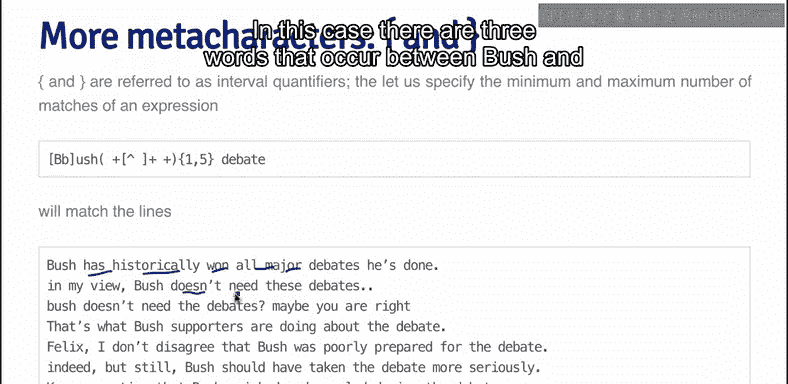 In this case there are three
More metacharacters: { and }
words that occur between Bush and
{ and } are referred to as interval quantifiers; the let us specify the minimum and maximum number of
matches of an expression
[Bb]ush( +[^ ]+ +){1,5} debate
will match the lines
Bush has historically won all major debates he's done.
in my view, Bush doesn't need these debates..
bush doesn't need the debates? maybe you are right
That's what Bush supporters are doing about the debate.
Felix, I don't disagree that Bush was poorly prepared for the debate.
indeed, but still, Bush should have taken the debate more seriously.